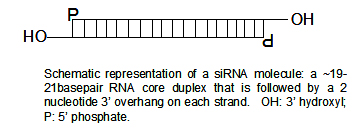 P
OH
HO
P
Schematic representation of a siRNA molecule: a ~19-
21basepair RNA core duplex that is followed by a 2
nucleotide 3' overhang on each strand. OH: 3' hydroxyl;
P: 5' phosphate.